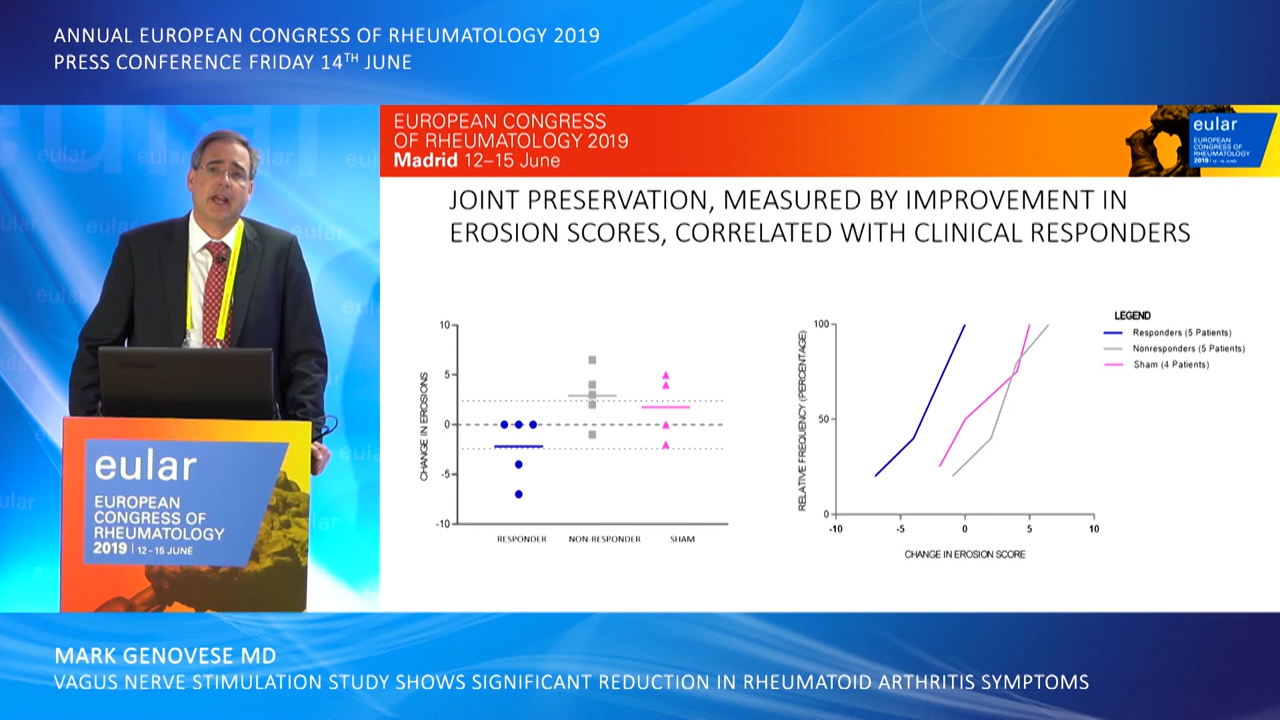 ANNUAL EUROPEAN CONGRESS OF RHEUMATOLOGY 2019
PRESS CONFERENCE FRIDAY 14TH JUNE
EUROPEAN CONGRESS
OF RHEUMATOLOGY 2019
Madrid 12–15 June
eular
EUROPEAN
CONGRESS OF
RHEUMATOLOGY
2019 | 12 - 15 JUNE
JOINT PRESERVATION, MEASURED BY IMPROVEMENT IN
EROSION SCORES, CORRELATED WITH CLINICAL RESPONDERS
CHANGE IN EROSIONS
10
5
0
-5
-10
RESPONDER NON-RESPONDER SHAM
RELATIVE FREQUENCY (PERCENTAGE)
100
50
0
-10 -5 0 5 10
CHANGE IN EROSION SCORE
LEGEND
Responders (5 Patients)
Nonresponders (5 Patients)
Sham (4 Patients)
eular
eular
eular
eular
eular
eular
EUROPEAN
CONGRESS OF
RHEUMATOLOGY
2019 | 12 – 15 JUNE
MARK GENOVESE MD
VAGUS NERVE STIMULATION STUDY SHOWS SIGNIFICANT REDUCTION IN RHEUMATOID ARTHRITIS SYMPTOMS